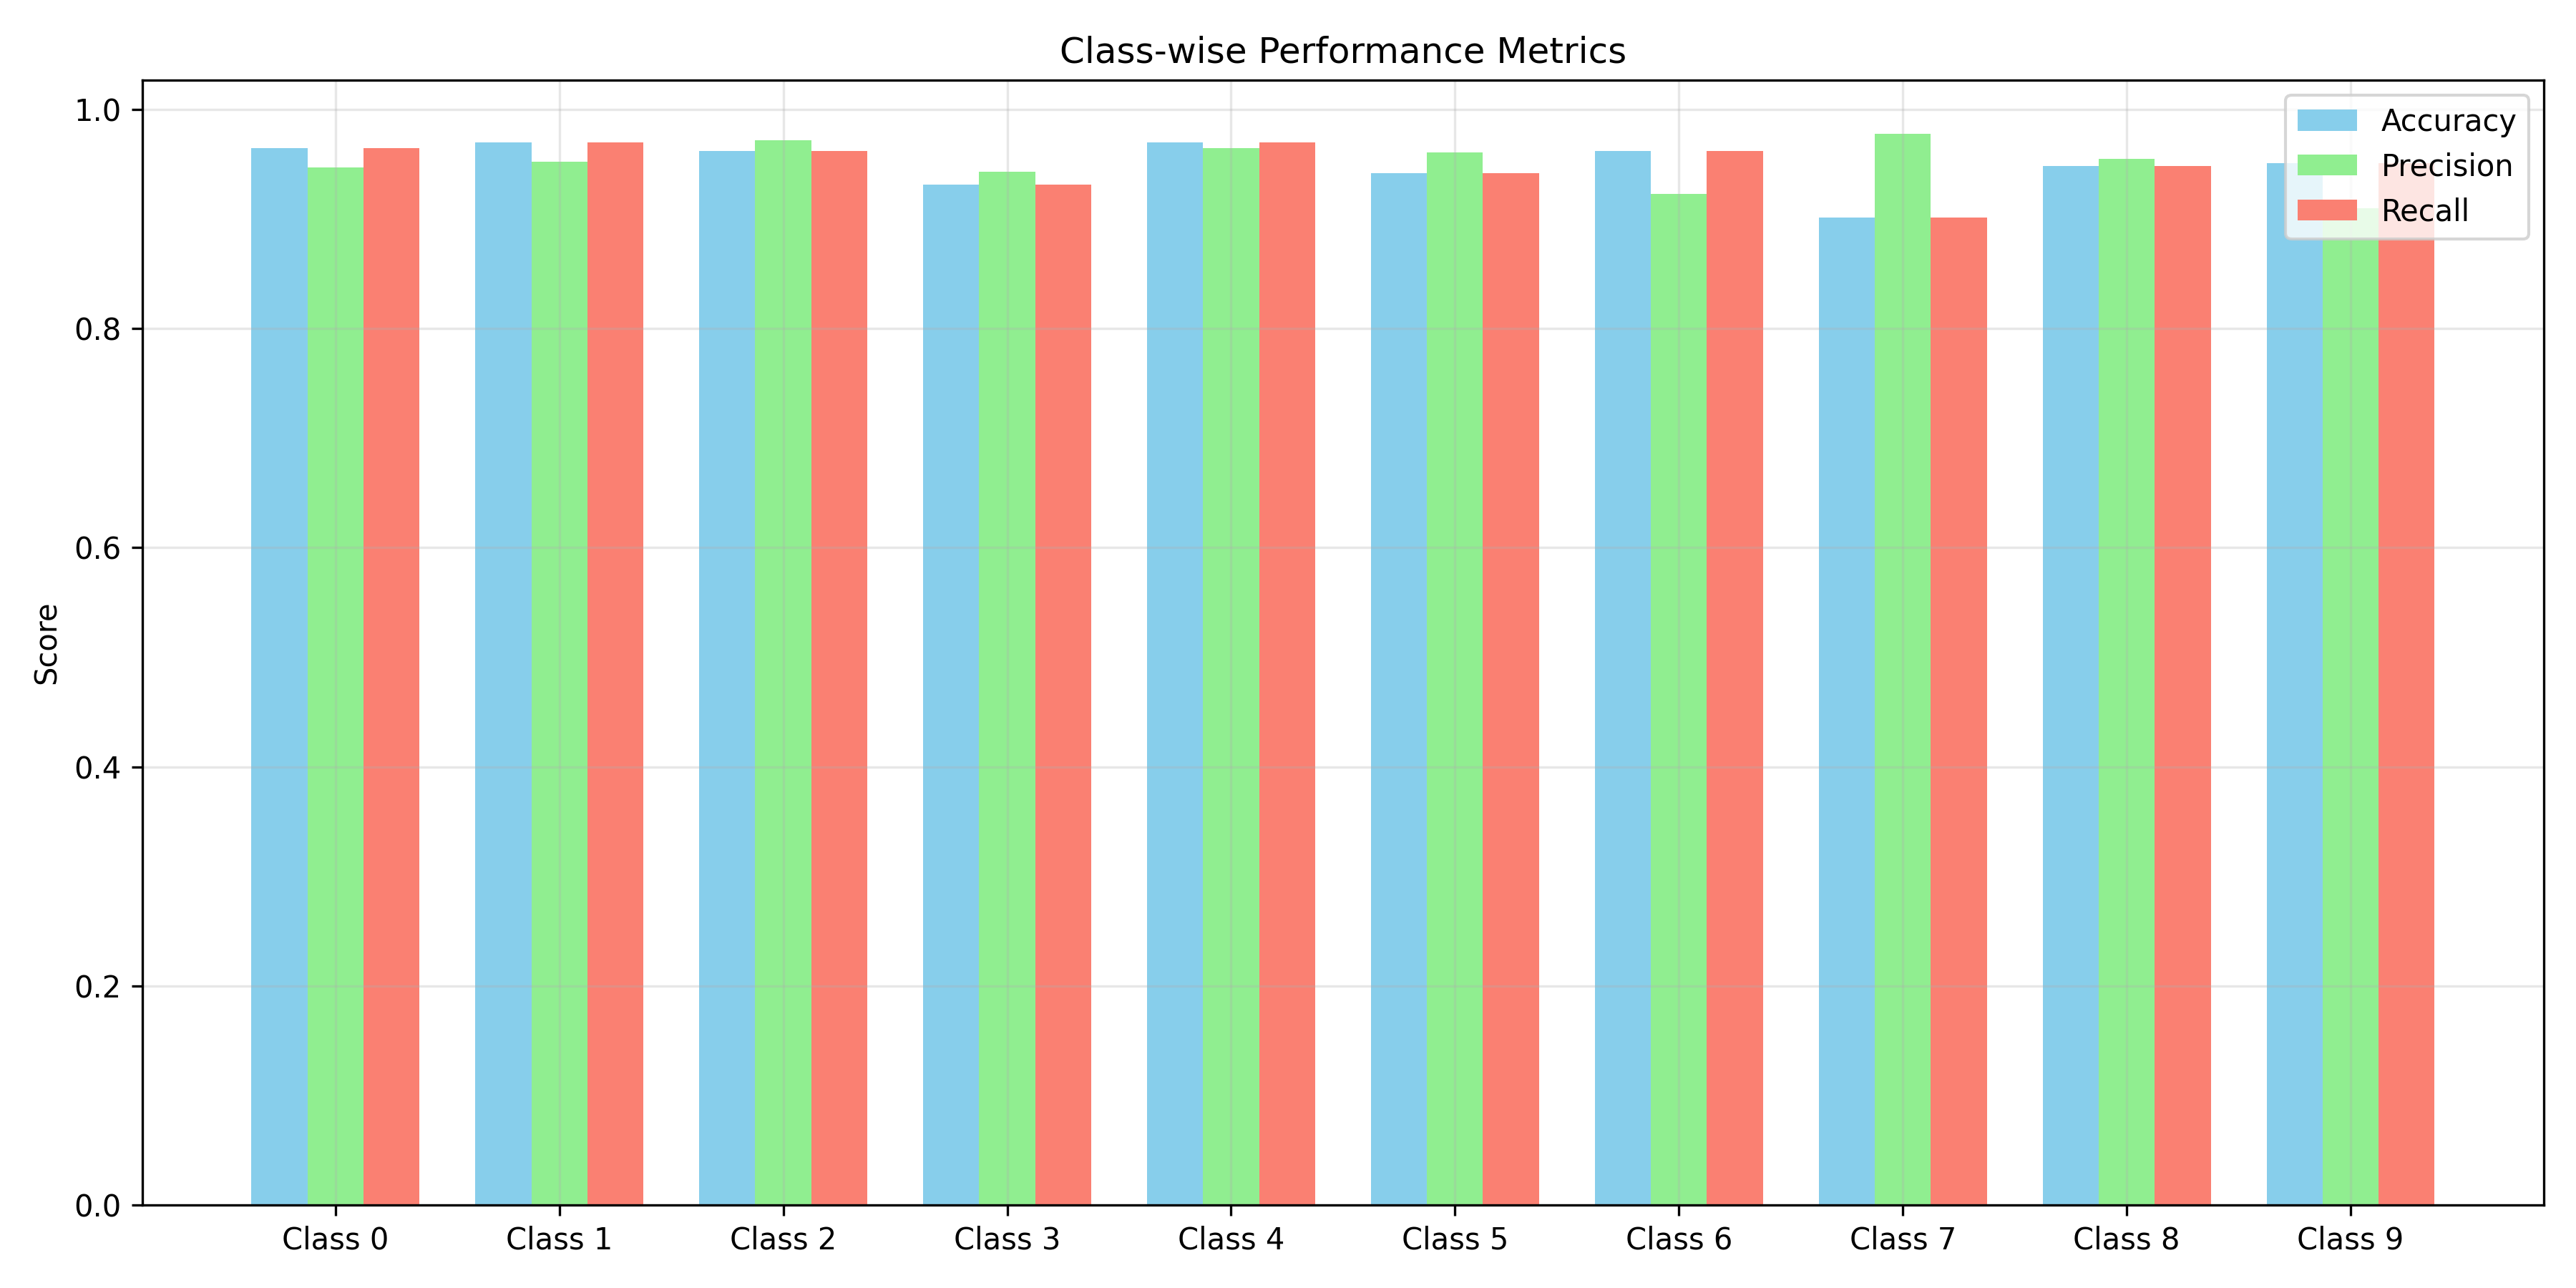 Class-wise Performance Metrics
1.0
0.8
0.6
0.4
0.2
0.0
Score
Accuracy
Precision
Recall
Class 0
Class 1
Class 2
Class 3
Class 4
Class 5
Class 6
Class 7
Class 8
Class 9